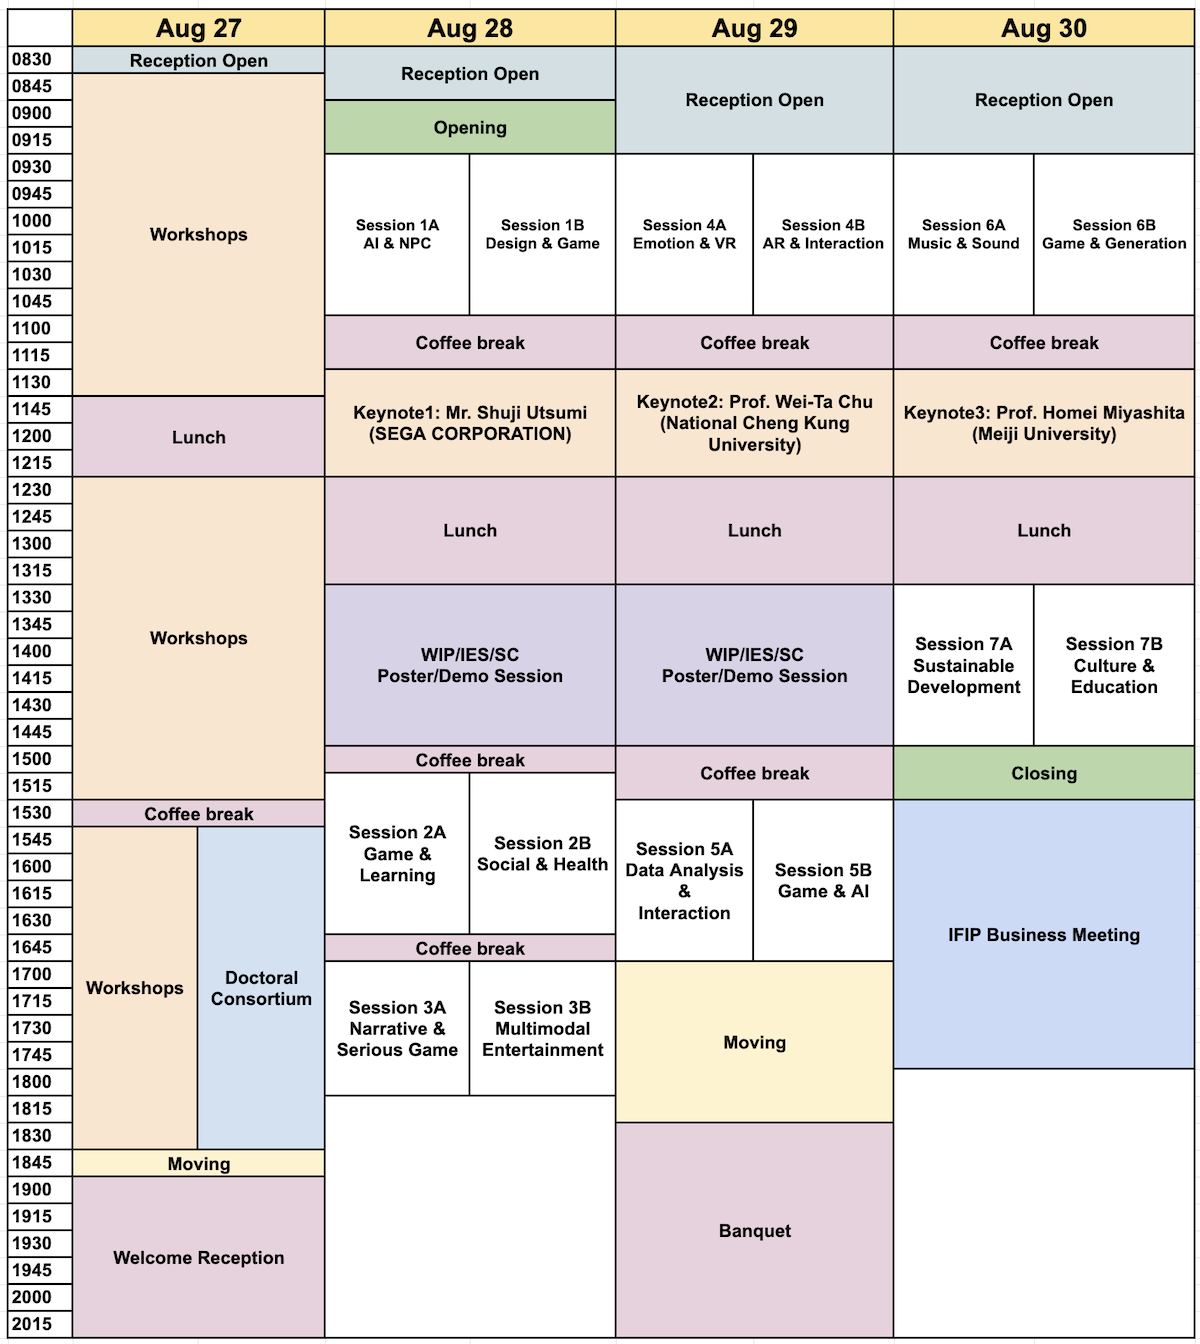 Aug 27
Aug 28
Aug 29
Aug 30
0830
Reception Open
Reception Open
Reception Open
Reception Open
0845
0900
Opening
0915
0930
0945
1000
Workshops
Session 1A
AI & NPC
Session 1B
Design & Game
Session 4A
Emotion & VR
Session 4B
AR & Interaction
Session 6A
Music & Sound
Session 6B
Game & Generation
1015
1030
1045
1100
Coffee break
Coffee break
Coffee break
1115
1130
1145
Keynote1: Mr. Shuji Utsumi
(SEGA CORPORATION)
Keynote2: Prof. Wei-Ta Chu
(National Cheng Kung
University)
Keynote3: Prof. Homei Miyashita
(Meiji University)
1200
Lunch
1215
1230
1245
Lunch
Lunch
Lunch
1300
1315
1330
1345
1400
Workshops
WIP/IES/SC
Poster/Demo Session
WIP/IES/SC
Poster/Demo Session
Session 7A
Sustainable
Development
Session 7B
Culture &
Education
1415
1430
1445
1500
Coffee break
Coffee break
Closing
1515
1530
Coffee break
1545
Session 2A
Game &
Learning
Session 2B
Social & Health
Session 5A
Data Analysis
&
Interaction
Session 5B
Game & AI
1600
1615
1630
IFIP Business Meeting
1645
Coffee break
1700
Workshops
Doctoral
Consortium
1715
Session 3A
Narrative &
Serious Game
Session 3B
Multimodal
Entertainment
1730
Moving
1745
1800
1815
1830
1845
Moving
1900
1915
Banquet
1930
Welcome Reception
1945
2000
2015